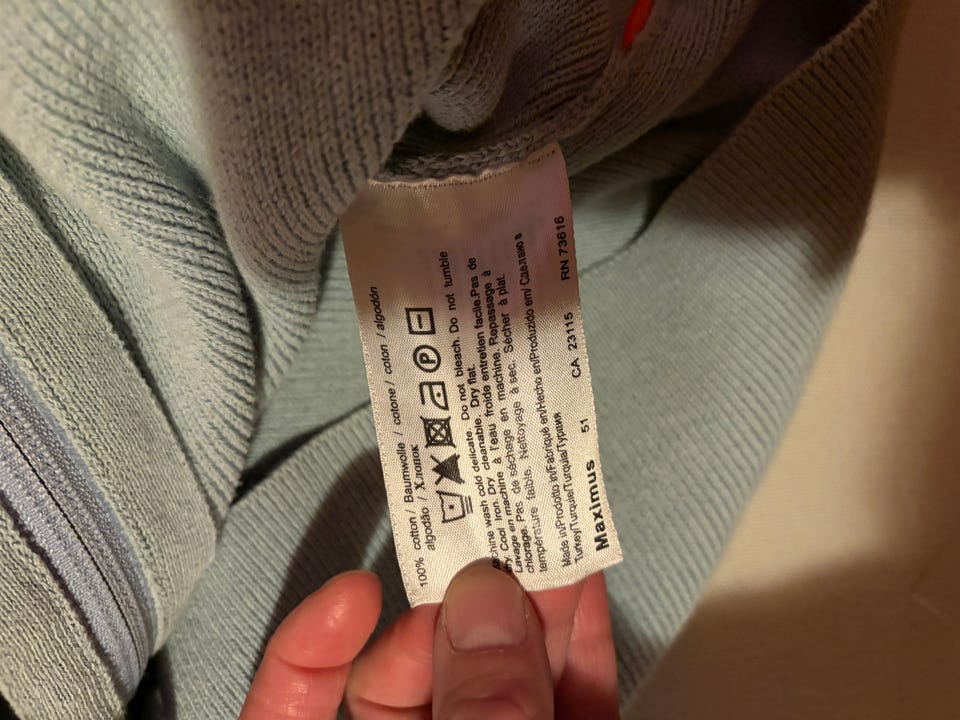 100% cotton / Baumwolle / cotone / coton / algodón
algodão / Хлопок
P
wash cold delicate. Do not bleach. Do not tumble
Cool Iron. Dry cleanable. Dry flat.
Lavage en machine à l'eau froide entretien facile.Pas de
chlorage. Pas de séchage en machine. Repassage à
température faible. Nettoyage à sec. Sécher à plat.
Made in/Prodotto in/Fabriqué en/Hecho en/Produzido em/ Сделано в
Turkey/Turquie/Turquia/Турция
Maximus 51 CA 23115 RN 73616